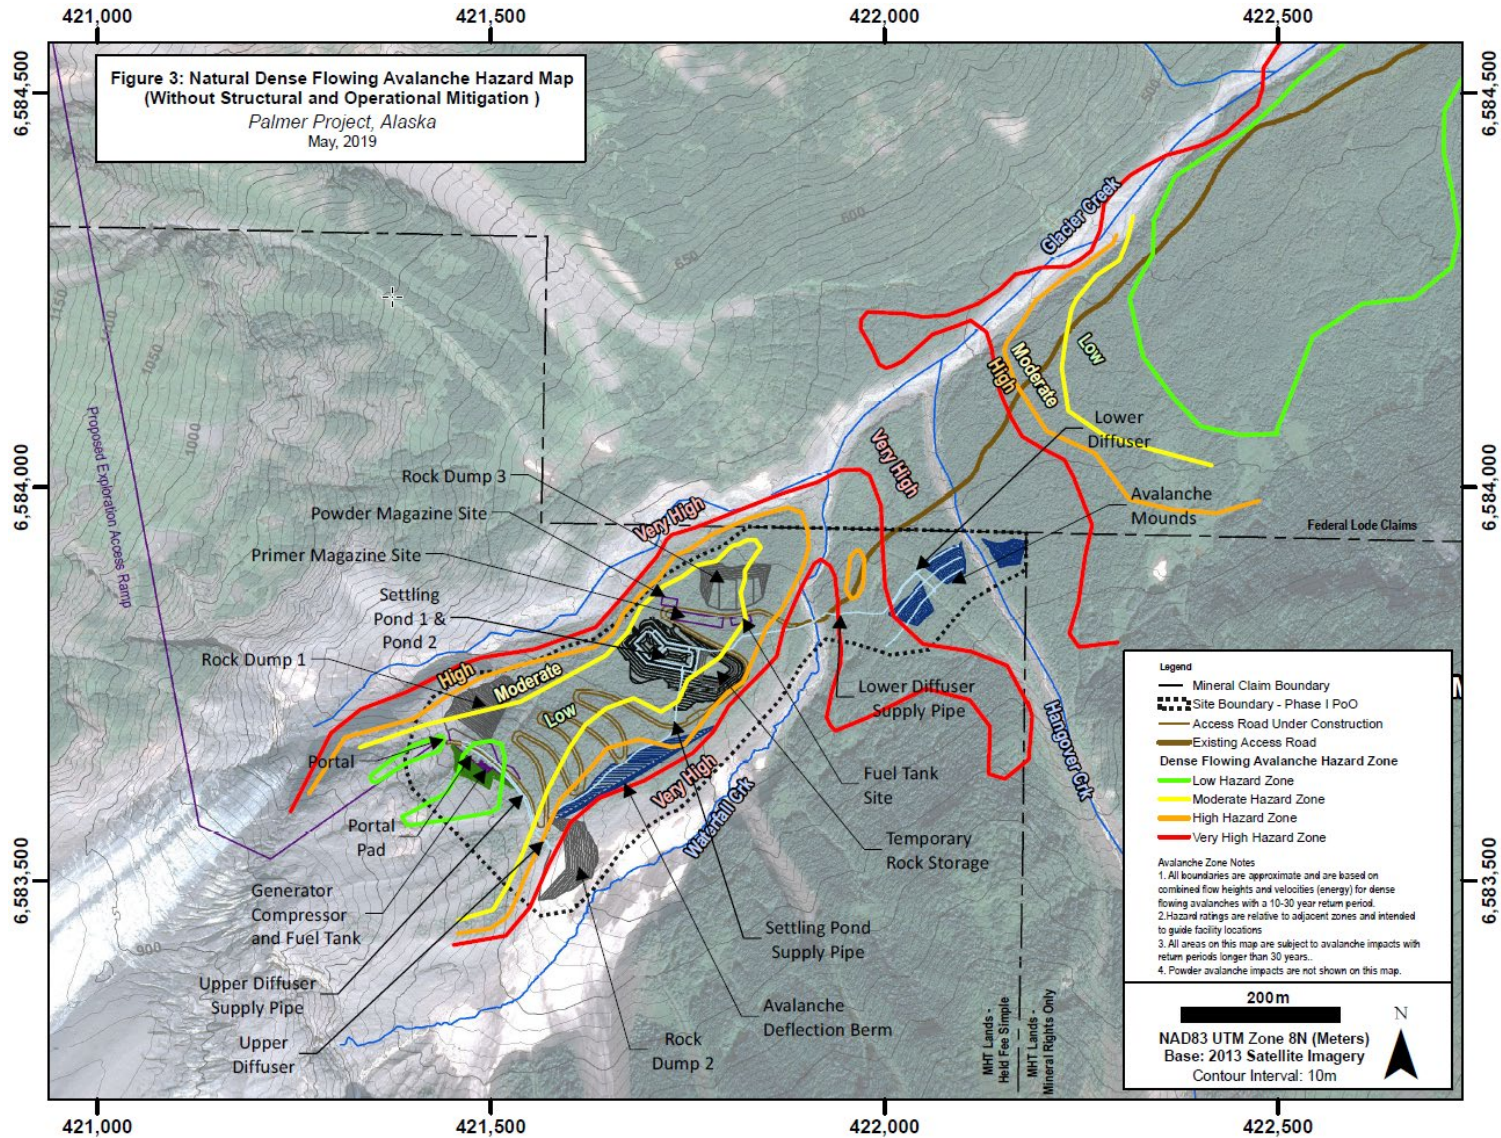 421,000
421,500
422,000
422,500
6,584,500
6,584,500
Figure 3: Natural Dense Flowing Avalanche Hazard Map
(Without Structural and Operational Mitigation )
Palmer Project, Alaska
May, 2019
500
600
650
Glacier Creek
1150
1050
1000
Proposed Exploration Access Ramp
Low
Moderate
High
Lower
Diffuser
Very High
6,584,000
6,584,000
Rock Dump 3
Powder Magazine Site
Very High
Avalanche
Mounds
Federal Lode Claims
Primer Magazine Site
Settling
Pond 1 &
Pond 2
Rock Dump 1
High
Moderate
Low
Lower Diffuser
Supply Pipe
Hangover Crk
Portal
Very High
Waterfall Crk
Fuel Tank
Site
Portal
Pad
Temporary
Rock Storage
6,583,500
6,583,500
Generator
Compressor
and Fuel Tank
900
Settling Pond
Supply Pipe
Upper Diffuser
Supply Pipe
Avalanche
Deflection Berm
Upper
Diffuser
Rock
Dump 2
MHT Lands -
Held Fee Simple
MHT Lands -
Mineral Rights Only
Legend
Mineral Claim Boundary
Site Boundary - Phase I PoO
Access Road Under Construction
Existing Access Road
Dense Flowing Avalanche Hazard Zone
Low Hazard Zone
Moderate Hazard Zone
High Hazard Zone
Very High Hazard Zone
Avalanche Zone Notes
1. All boundaries are approximate and are based on
combined flow heights and velocities (energy) for dense
flowing avalanches with a 10-30 year return period.
2.Hazard ratings are relative to adjacent zones and intended
to guide facility locations
3. All areas on this map are subject to avalanche impacts with
return periods longer than 30 years..
4. Powder avalanche impacts are not shown on this map.
200m
N
NAD83 UTM Zone 8N (Meters)
Base: 2013 Satellite Imagery
Contour Interval: 10m
421,000
421,500
422,000
422,500